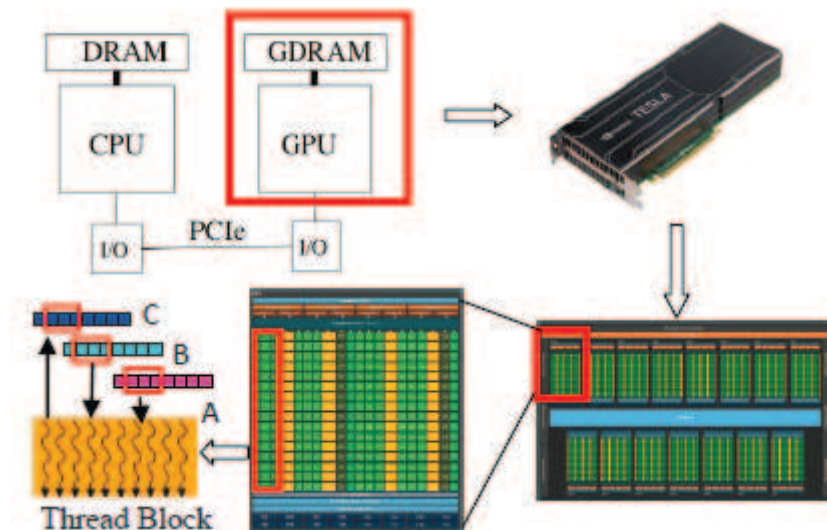 DRAM
GDRAM
CPU
GPU
TESLA
I/O
PCIe
I/O
C
B
A
Thread Block